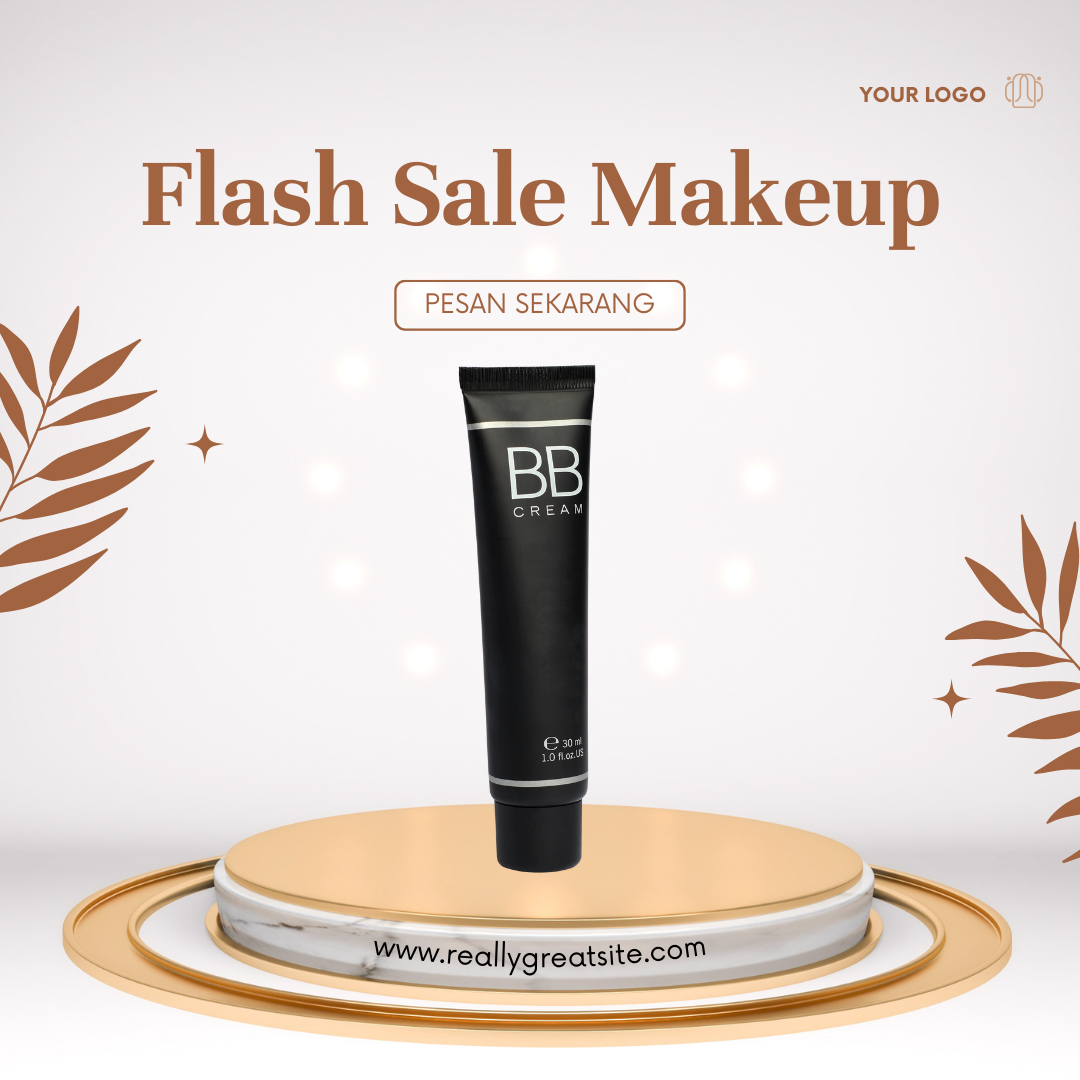 YOUR LOGO
Flash Sale Makeup
PESAN SEKARANG
BB
CREAM
℮ 30 ml
1.0 fl.oz.US
www.reallygreatsite.com